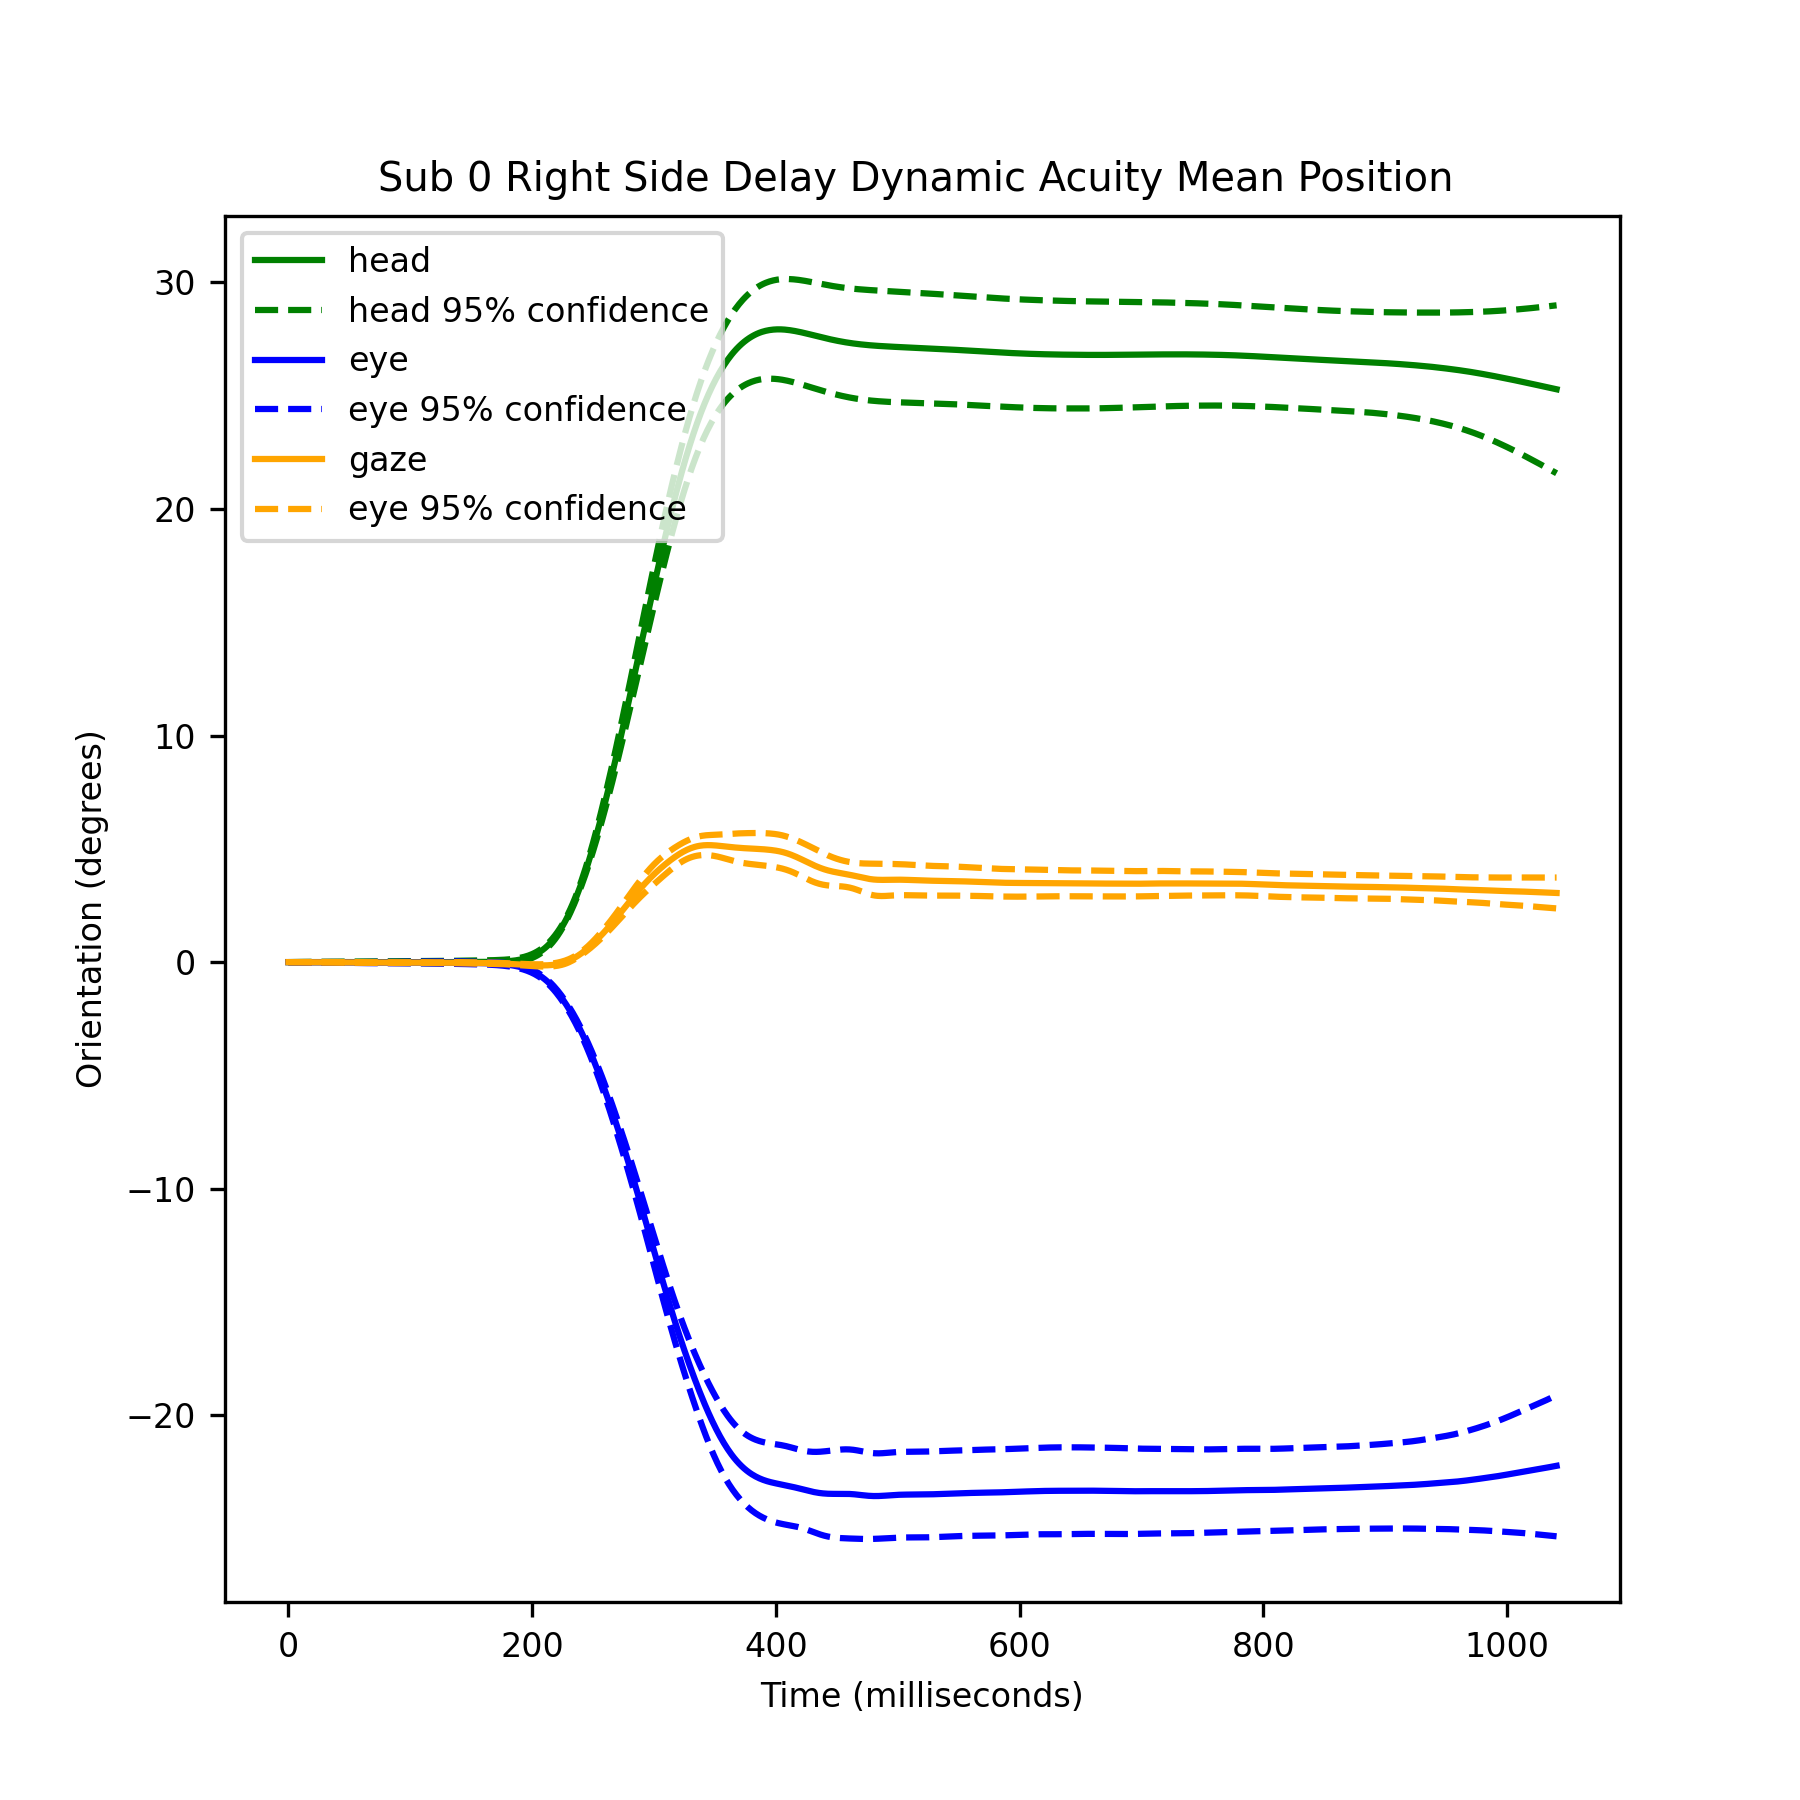 Sub 0 Right Side Delay Dynamic Acuity Mean Position
head
head 95% confidence
eye
eye 95% confidence
gaze
eye 95% confidence
30
20
10
0
−10
−20
Orientation (degrees)
0 200 400 600 800 1000
Time (milliseconds)